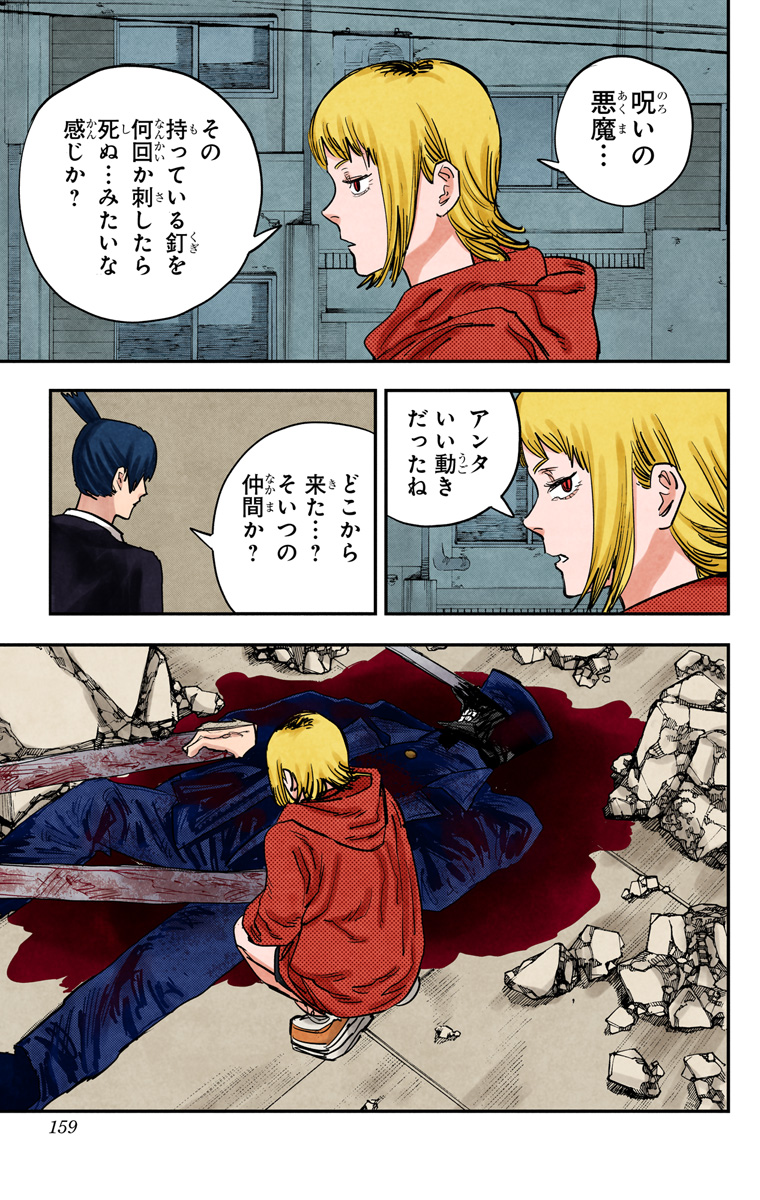 呪いの
悪魔…
その
持っている釘を
何回か刺したら
死ぬ…みたいな
感じか？
アンタ
いい動き
だったね
どこから
来た…？
そいつの
仲間か？
159